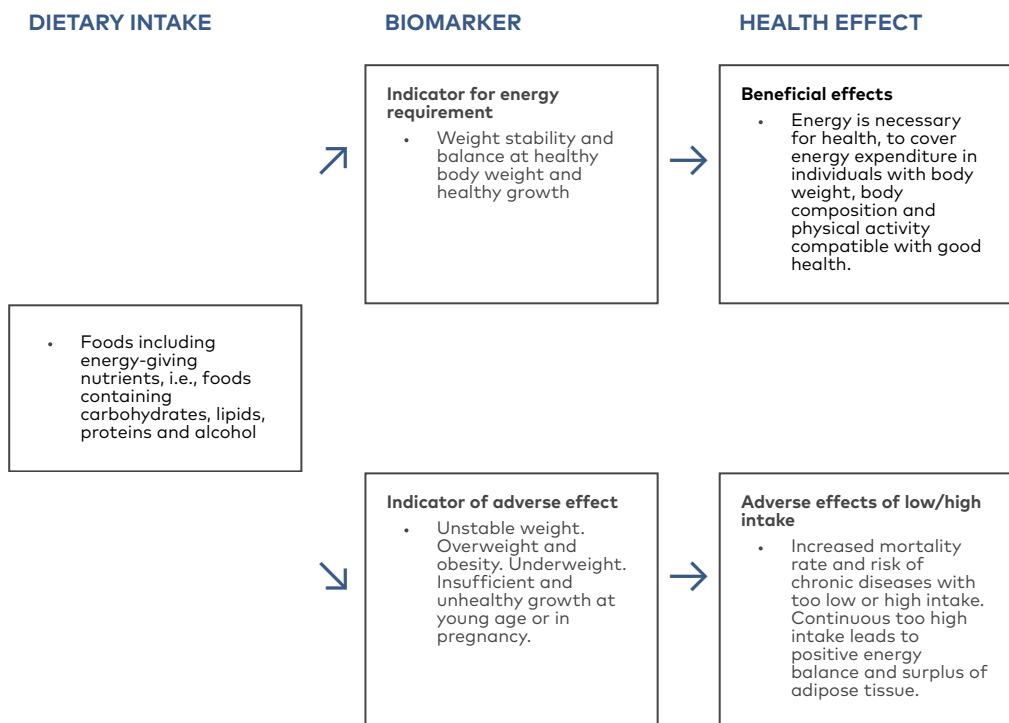 DIETARY INTAKE
BIOMARKER
HEALTH EFFECT
Indicator for energy
requirement
• Weight stability and
balance at healthy
body weight and
healthy growth
Beneficial effects
• Energy is necessary
for health, to cover
energy expenditure in
individuals with body
weight, body
composition and
physical activity
compatible with good
health.
• Foods including
energy-giving
nutrients, i.e., foods
containing
carbohydrates, lipids,
proteins and alcohol
Indicator of adverse effect
• Unstable weight.
Overweight and
obesity. Underweight.
Insufficient and
unhealthy growth at
young age or in
pregnancy.
Adverse effects of low/high
intake
• Increased mortality
rate and risk of
chronic diseases with
too low or high intake.
Continuous too high
intake leads to
positive energy
balance and surplus of
adipose tissue.